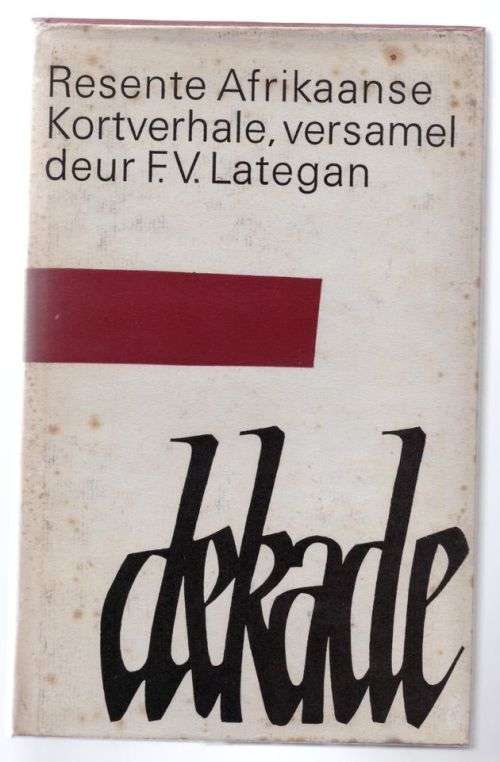 Resente Afrikaanse
Kortverhale, versamel
deur F.V. Lategan
dekade